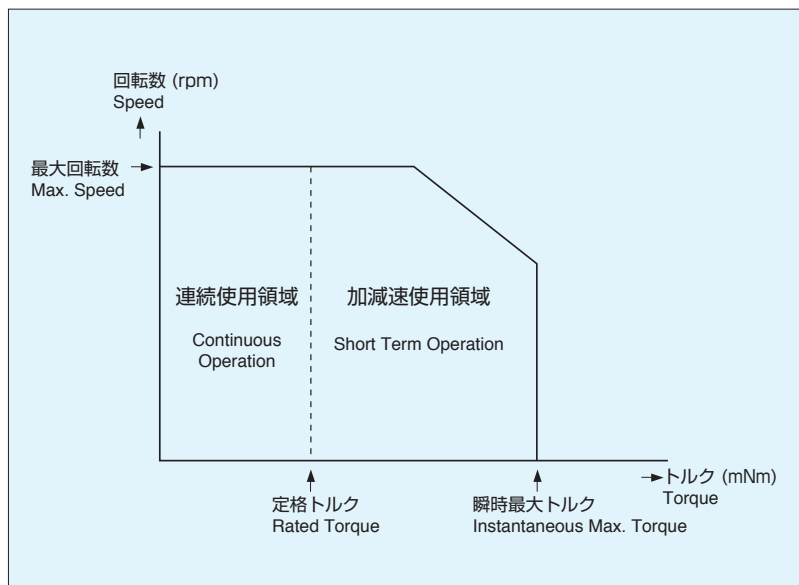 回転数 (rpm)
Speed
最大回転数
Max. Speed
連続使用領域
Continuous
Operation
加減速使用領域
Short Term Operation
トルク (mNm)
Torque
定格トルク
Rated Torque
瞬時最大トルク
Instantaneous Max. Torque